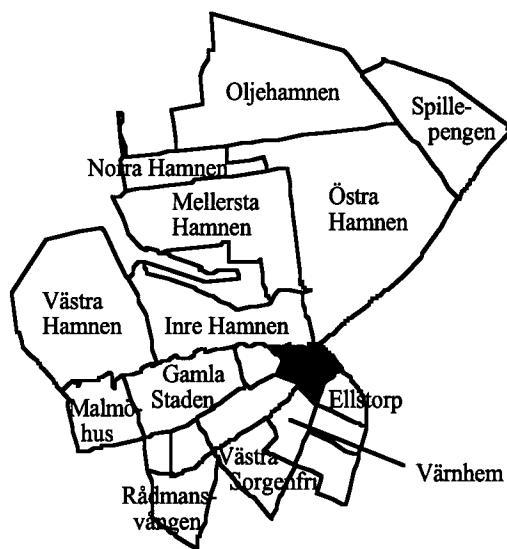 Oljehamnen
Spille-
pengen
Norra Hamnen
Mellersta
Hamnen
Östra
Hamnen
Västra
Hamnen
Inre Hamnen
Gamla
Staden
Malmö-
hus
Ellstorp
Västra
Sorgenfri
Värnhem
Rådmans-
vången